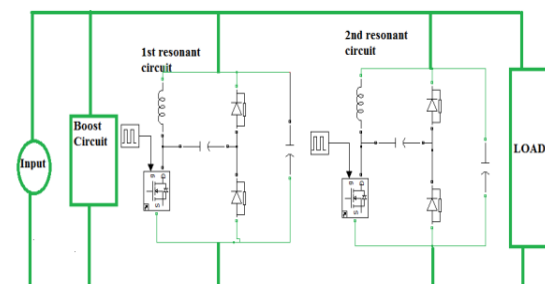 1st resonant
circuit
2nd resonant
circuit
Boost
Circuit
Input
LOAD